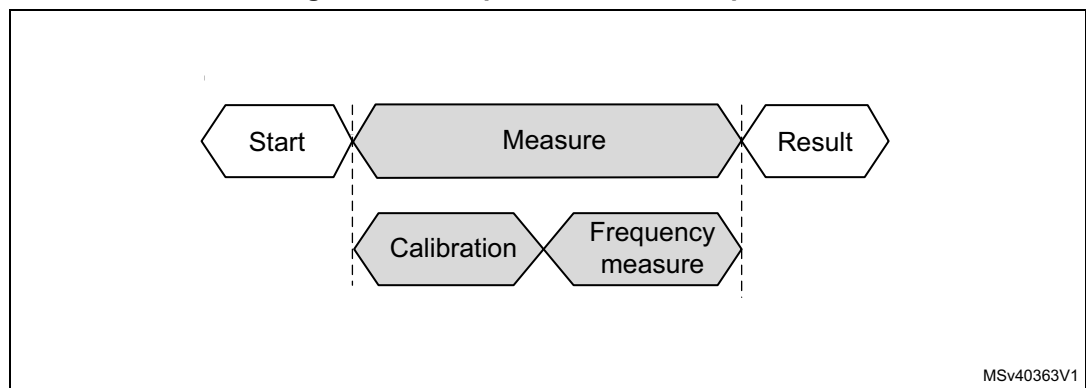 Start
Measure
Result
Calibration
Frequency
measure
MSv40363V1